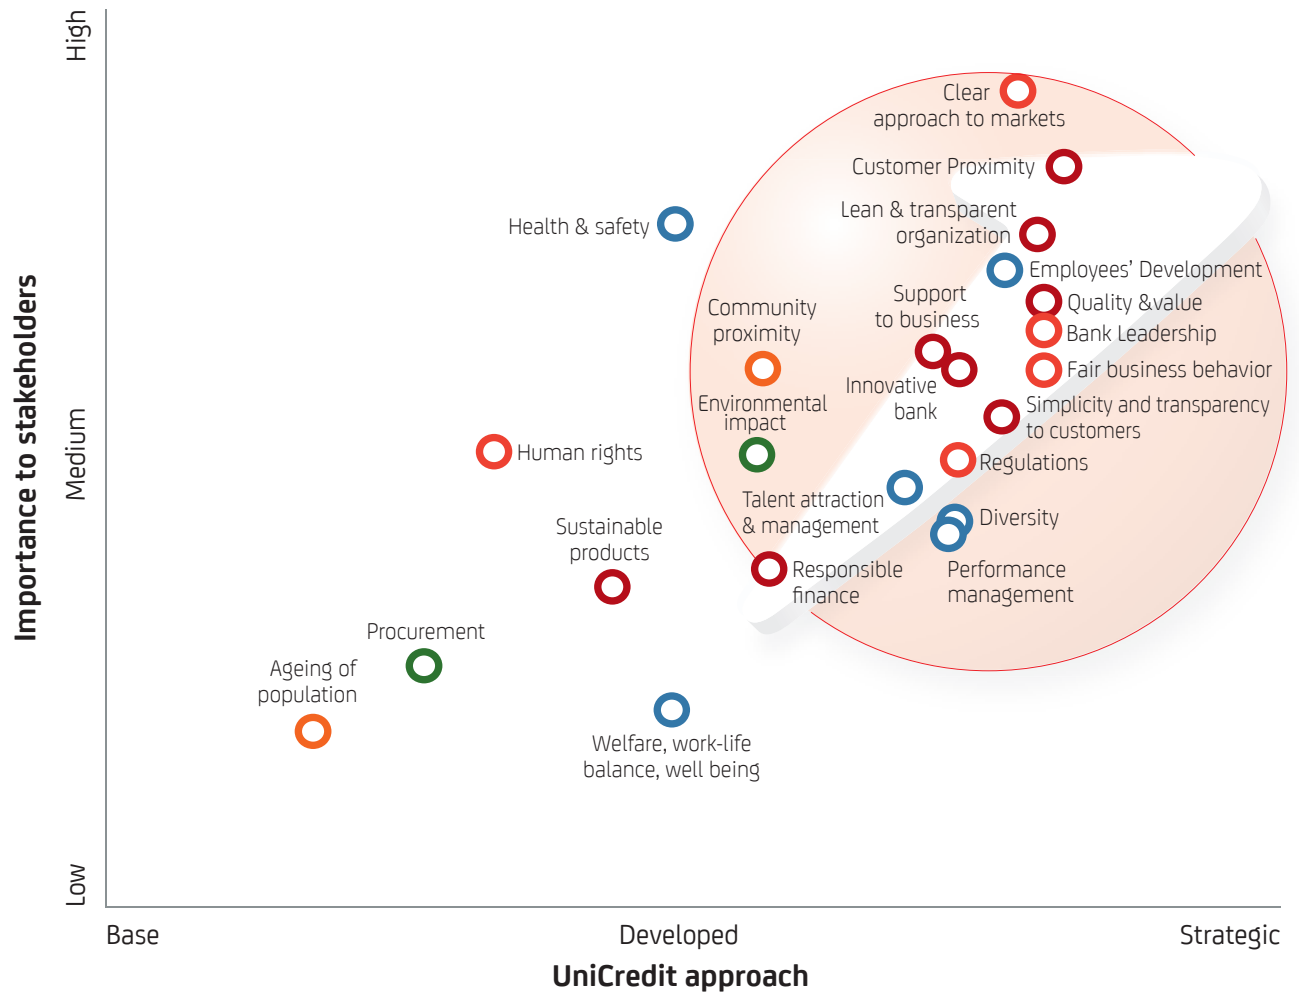 High
Clear
approach to markets
Customer Proximity
Lean & transparent
organization
Health & safety
Employees’ Development
Support
to business
Quality &value
Community
proximity
Bank Leadership
Fair business behavior
Innovative
bank
Environmental
impact
Simplicity and transparency
to customers
Importance to stakeholders
Medium
Human rights
Regulations
Talent attraction
& management
Diversity
Sustainable
products
Responsible
finance
Performance
management
Procurement
Ageing of
population
Welfare, work-life
balance, well being
Low
Base
Developed
Strategic
UniCredit approach